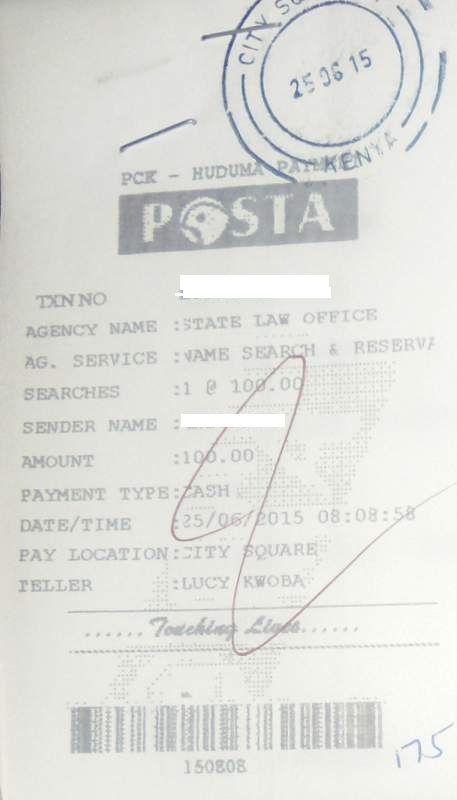 CITY SQ
25 06 15
KENYA
PCK - HUDUMA PAYM
POSTA
TXN NO
AGENCY NAME :STATE LAW OFFICE
AG. SERVICE :NAME SEARCH & RESERVA
SEARCHES :1 @ 100.00
SENDER NAME :
AMOUNT :100.00
PAYMENT TYPE:CASH
DATE/TIME :25/06/2015 08:08:58
PAY LOCATION:CITY SQUARE
TELLER :LUCY KWOBA
...... Touching Lives......
150808
175